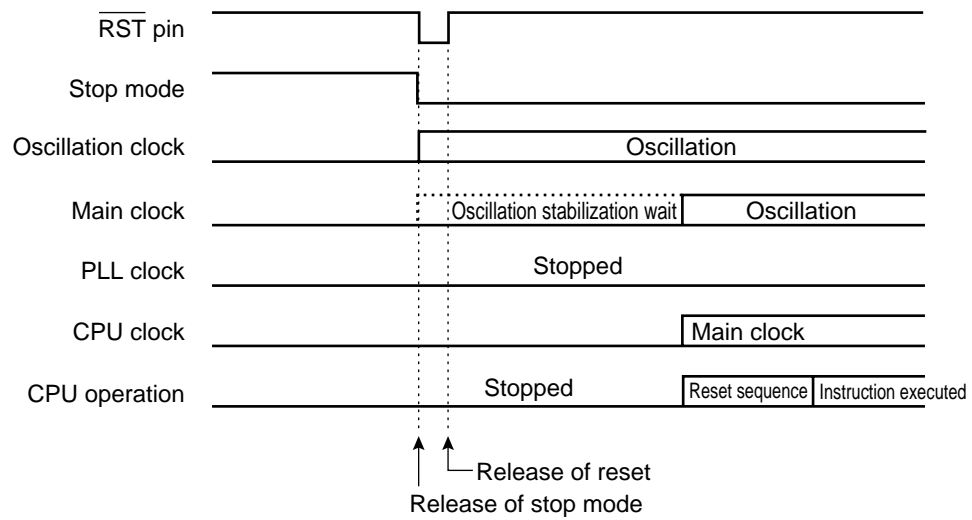 RST pin
Stop mode
Oscillation clock
Oscillation
Main clock
Oscillation stabilization wait
Oscillation
PLL clock
Stopped
CPU clock
Main clock
CPU operation
Stopped
Reset sequence
Instruction executed
Release of reset
Release of stop mode